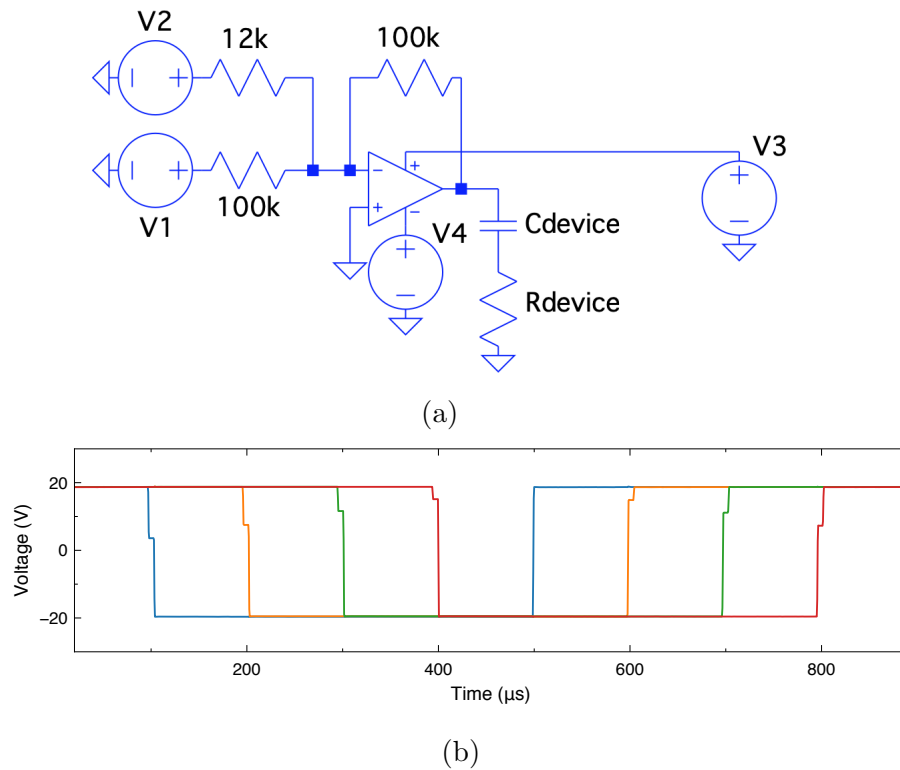 V2
12k
100k
V3
V1
100k
V4
Cdevice
Rdevice
(a)
Voltage (V)
20
0
−20
200
400
600
800
Time (μs)
(b)